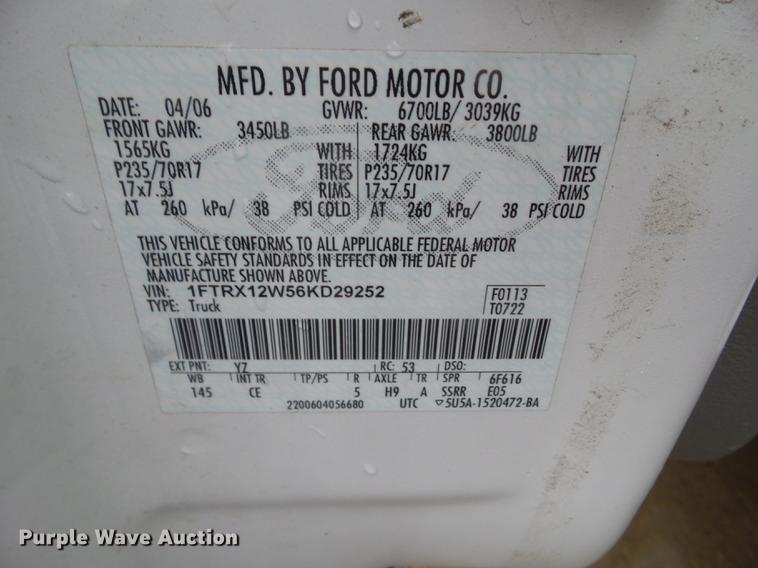 MFD. BY FORD MOTOR CO.
DATE: 04/06 GVWR: 6700LB/ 3039KG
FRONT GAWR: 3450LB REAR GAWR: 3800LB
1565KG WITH 1724KG WITH
P235/70R17 TIRES P235/70R17 TIRES
17x7.5J RIMS 17x7.5J RIMS
AT 260 kPa/ 38 PSI COLD AT 260 kPa/ 38 PSI COLD
Ford
THIS VEHICLE CONFORMS TO ALL APPLICABLE FEDERAL MOTOR
VEHICLE SAFETY STANDARDS IN EFFECT ON THE DATE OF
MANUFACTURE SHOWN ABOVE.
VIN: 1FTRX12W56KD29252 F0113
TYPE: Truck T0722
EXT PNT: YZ RC: 53 DSO:
WB INT TR TP/PS R AXLE TR SPR 6F616
145 CE 5 H9 A SSRR E05
2200604056680 UTC ▽5U5A-1520472-BA
Purple Wave Auction